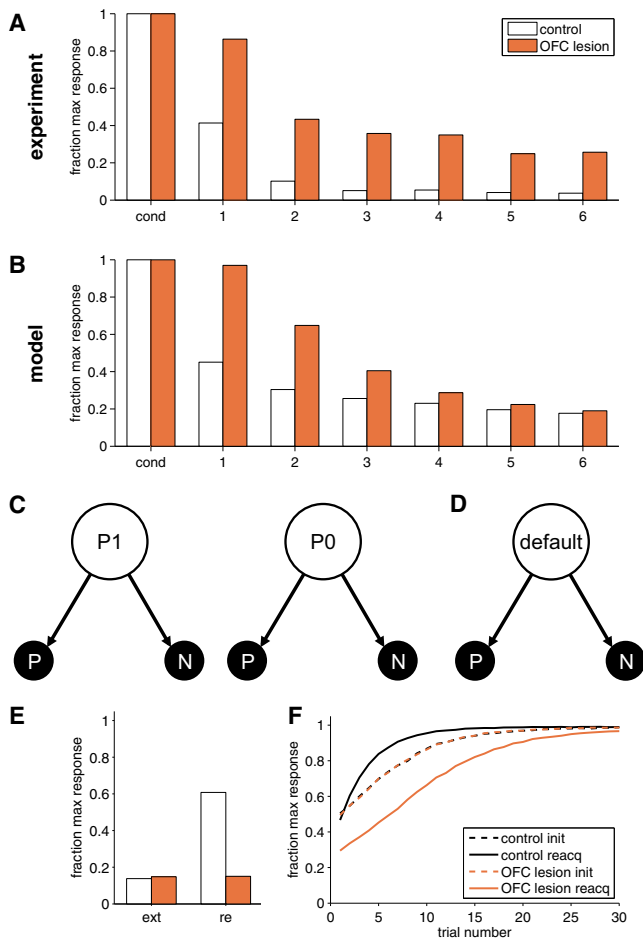 A
experiment
fraction max response
1
0.8
0.6
0.4
0.2
0
cond 1 2 3 4 5 6
control
OFC lesion
B
model
fraction max response
1
0.8
0.6
0.4
0.2
0
cond 1 2 3 4 5 6
C
P1
P N
P0
P N
D
default
P N
E
fraction max response
1
0.8
0.6
0.4
0.2
0
ext re
F
fraction max response
1
0.8
0.6
0.4
0.2
0
0 5 10 15 20 25 30
trial number
control init
control reacq
OFC lesion init
OFC lesion reacq